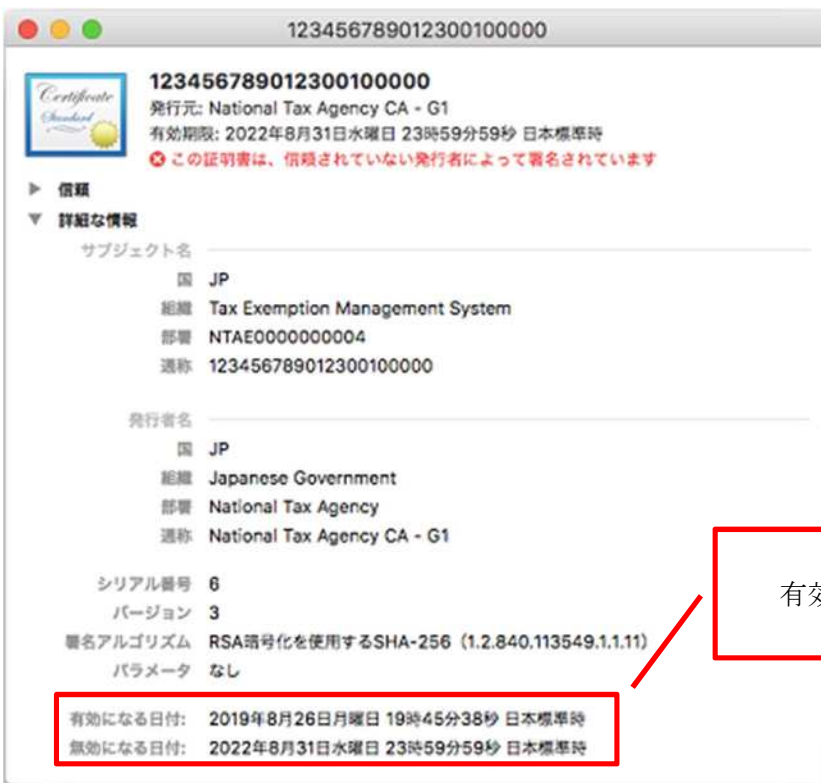 123456789012300100000
Certificate
Standard
123456789012300100000
発行元: National Tax Agency CA - G1
有効期限: 2022年8月31日水曜日 23時59分59秒 日本標準時
この証明書は、信頼されていない発行者によって署名されています
信頼
詳細な情報
サブジェクト名
国 JP
組織 Tax Exemption Management System
部署 NTAE0000000004
通称 123456789012300100000
発行者名
国 JP
組織 Japanese Government
部署 National Tax Agency
通称 National Tax Agency CA - G1
シリアル番号 6
バージョン 3
署名アルゴリズム RSA暗号化を使用するSHA-256（1.2.840.113549.1.1.11）
パラメータ なし
有効になる日付: 2019年8月26日月曜日 19時45分38秒 日本標準時
無効になる日付: 2022年8月31日水曜日 23時59分59秒 日本標準時
有効